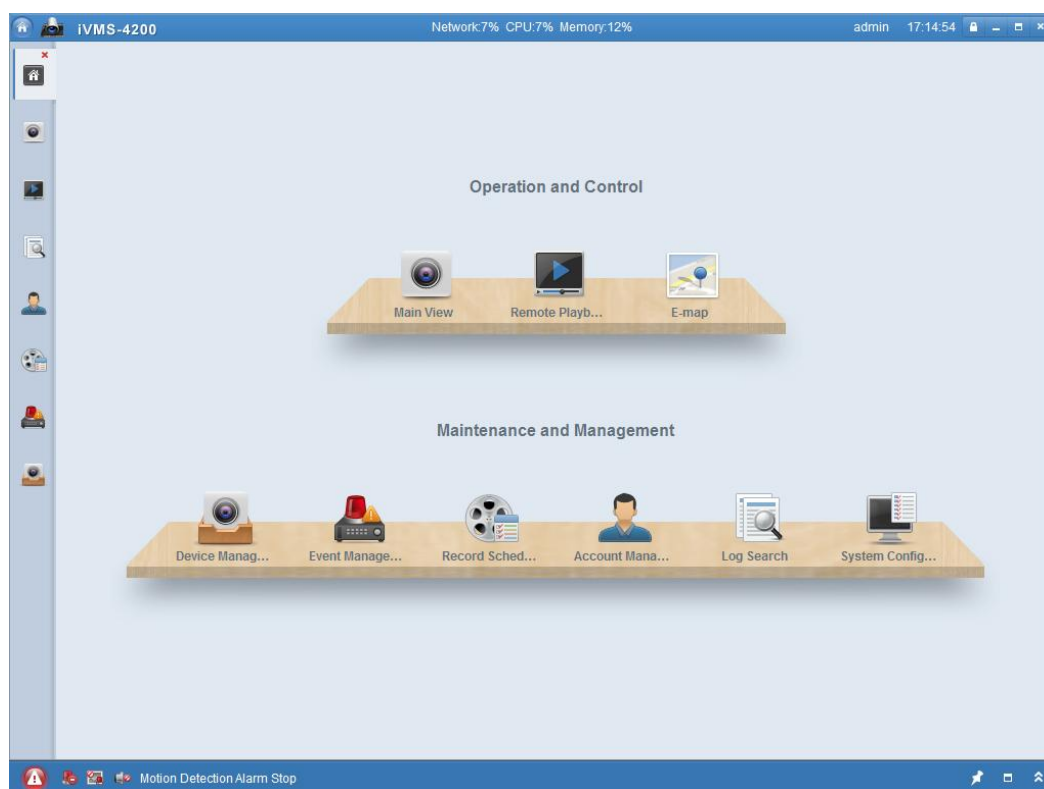 iVMS-4200 Network:7% CPU:7% Memory:12% admin 17:14:54
Operation and Control
Main View Remote Playb... E-map
Maintenance and Management
Device Manag... Event Manage... Record Sched... Account Mana... Log Search System Config...
Motion Detection Alarm Stop